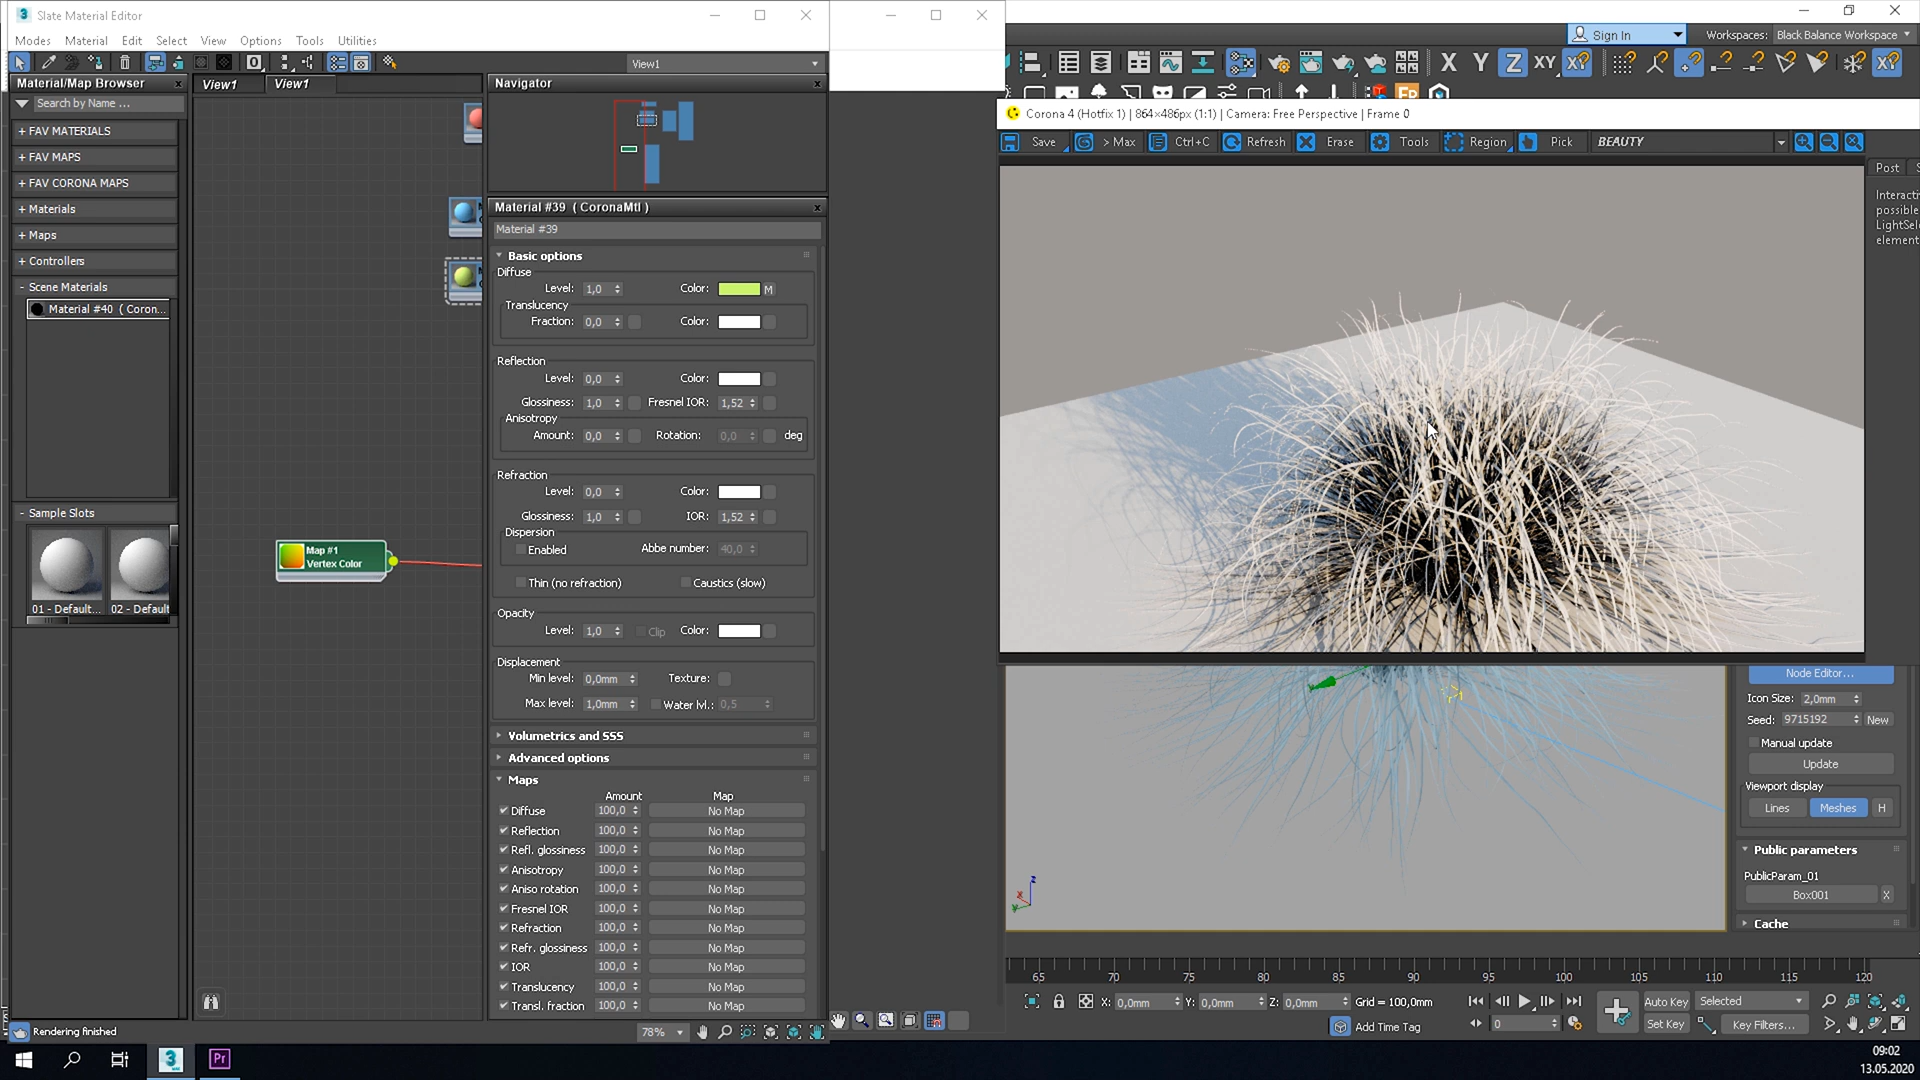 Slate Material Editor
Modes Material Edit Select View Options Tools Utilities
View1
Material/Map Browser
Search by Name ...
+ FAV MATERIALS
+ FAV MAPS
+ FAV CORONA MAPS
+ Materials
+ Maps
+ Controllers
- Scene Materials
Material #40 ( Coron...
- Sample Slots
01 - Default... 02 - Default
Rendering finished
View1 View1
Map #1
Vertex Color
78%
Navigator
Material #39 ( CoronaMtl )
Material #39
Basic options
Diffuse
Level: 1,0 Color: M
Translucency
Fraction: 0,0 Color:
Reflection
Level: 0,0 Color:
Glossiness: 1,0 Fresnel IOR: 1,52
Anisotropy
Amount: 0,0 Rotation: 0,0 deg
Refraction
Level: 0,0 Color:
Glossiness: 1,0 IOR: 1,52
Dispersion
Enabled Abbe number: 40,0
Thin (no refraction) Caustics (slow)
Opacity
Level: 1,0 Clip Color:
Displacement
Min level: 0,0mm Texture:
Max level: 1,0mm Water lvl.: 0,5
Volumetrics and SSS
Advanced options
Maps
Amount Map
Diffuse 100,0 No Map
Reflection 100,0 No Map
Refl. glossiness 100,0 No Map
Anisotropy 100,0 No Map
Aniso rotation 100,0 No Map
Fresnel IOR 100,0 No Map
Refraction 100,0 No Map
Refr. glossiness 100,0 No Map
IOR 100,0 No Map
Translucency 100,0 No Map
Transl. fraction 100,0 No Map
Sign In Workspaces: Black Balance Workspace
X Y Z XY XY XY
Corona 4 (Hotfix 1) | 864×486px (1:1) | Camera: Free Perspective | Frame 0
Save > Max Ctrl+C Refresh Erase Tools Region Pick BEAUTY
Post S
Interacti
possible
LightSel
element
Node Editor...
Icon Size: 2,0mm
Seed: 9715192 New
Manual update
Update
Viewport display
Lines Meshes H
Public parameters
PublicParam_01
Box001 X
Cache
65 70 75 80 85 90 95 100 105 110 115 120
X: 0,0mm Y: 0,0mm Z: 0,0mm Grid = 100,0mm
Add Time Tag
0
Auto Key Selected
Set Key Key Filters...
Pr
09:02
13.05.2020